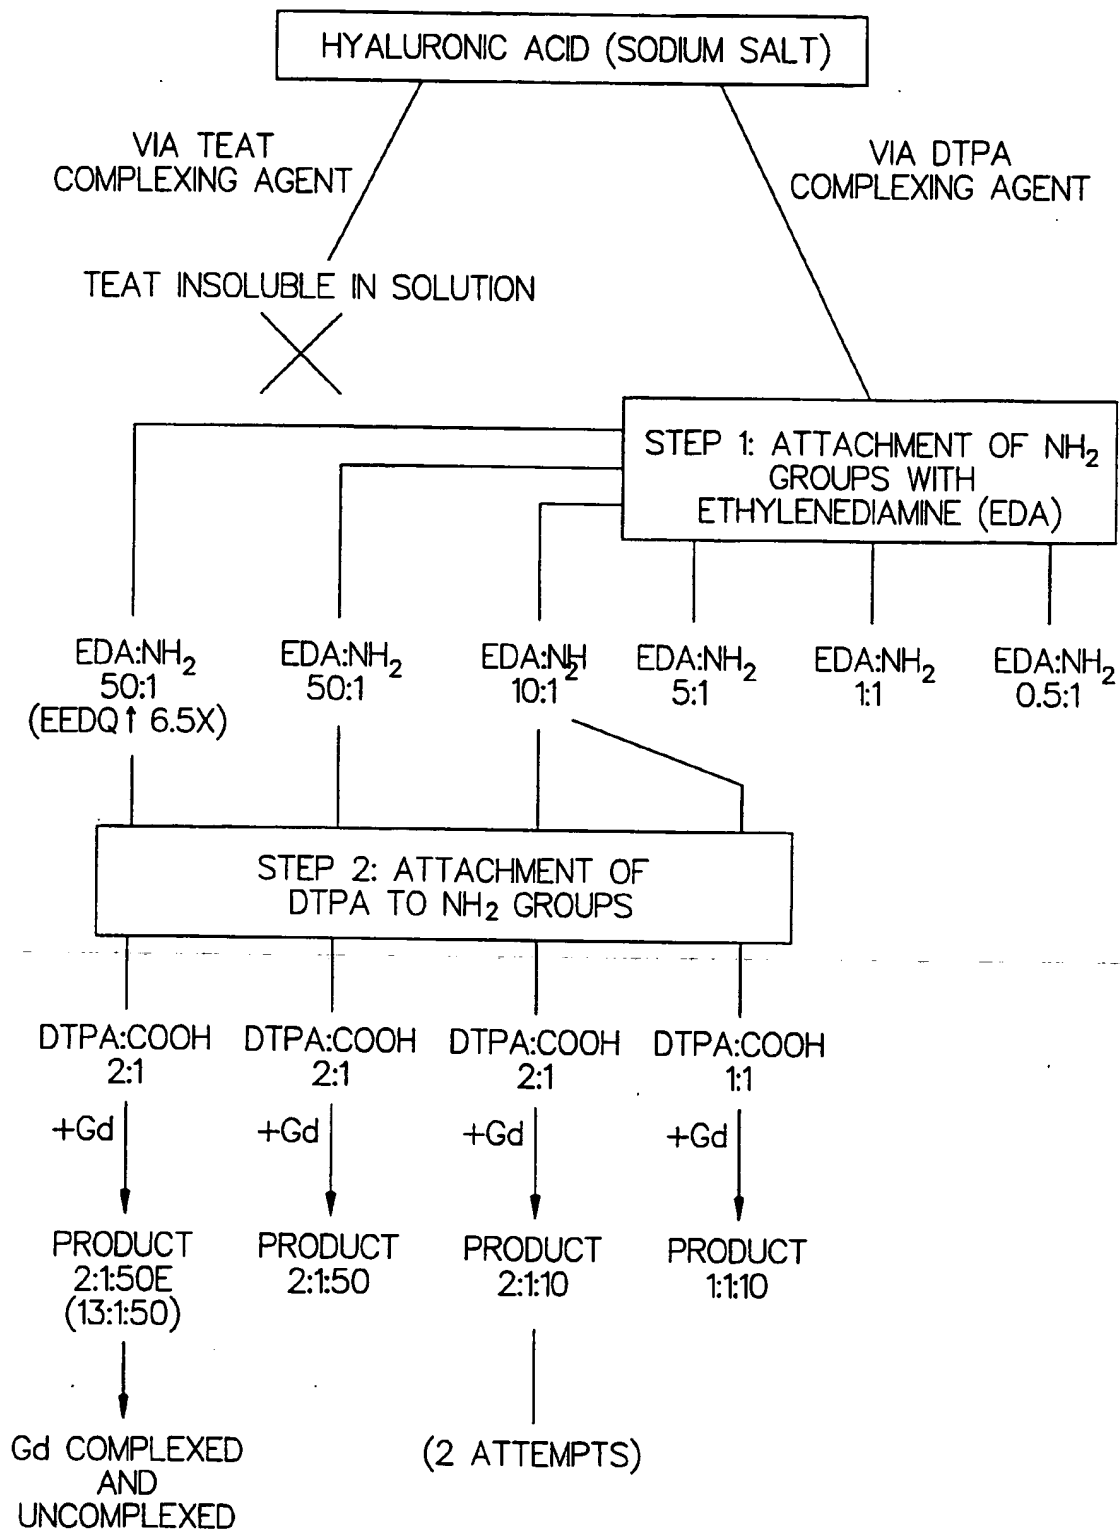 HYALURONIC ACID (SODIUM SALT)
VIA TEAT
COMPLEXING AGENT
VIA DTPA
COMPLEXING AGENT
TEAT INSOLUBLE IN SOLUTION
STEP 1: ATTACHMENT OF NH₂
GROUPS WITH
ETHYLENEDIAMINE (EDA)
EDA:NH₂
50:1
(EEDQ↑ 6.5X)
EDA:NH₂
50:1
EDA:NH₂
10:1
EDA:NH₂
5:1
EDA:NH₂
1:1
EDA:NH₂
0.5:1
STEP 2: ATTACHMENT OF
DTPA TO NH₂ GROUPS
DTPA:COOH
2:1
DTPA:COOH
2:1
DTPA:COOH
2:1
DTPA:COOH
1:1
+Gd
+Gd
+Gd
+Gd
PRODUCT
2:1:50E
(13:1:50)
PRODUCT
2:1:50
PRODUCT
2:1:10
PRODUCT
1:1:10
Gd COMPLEXED
AND
UNCOMPLEXED
(2 ATTEMPTS)